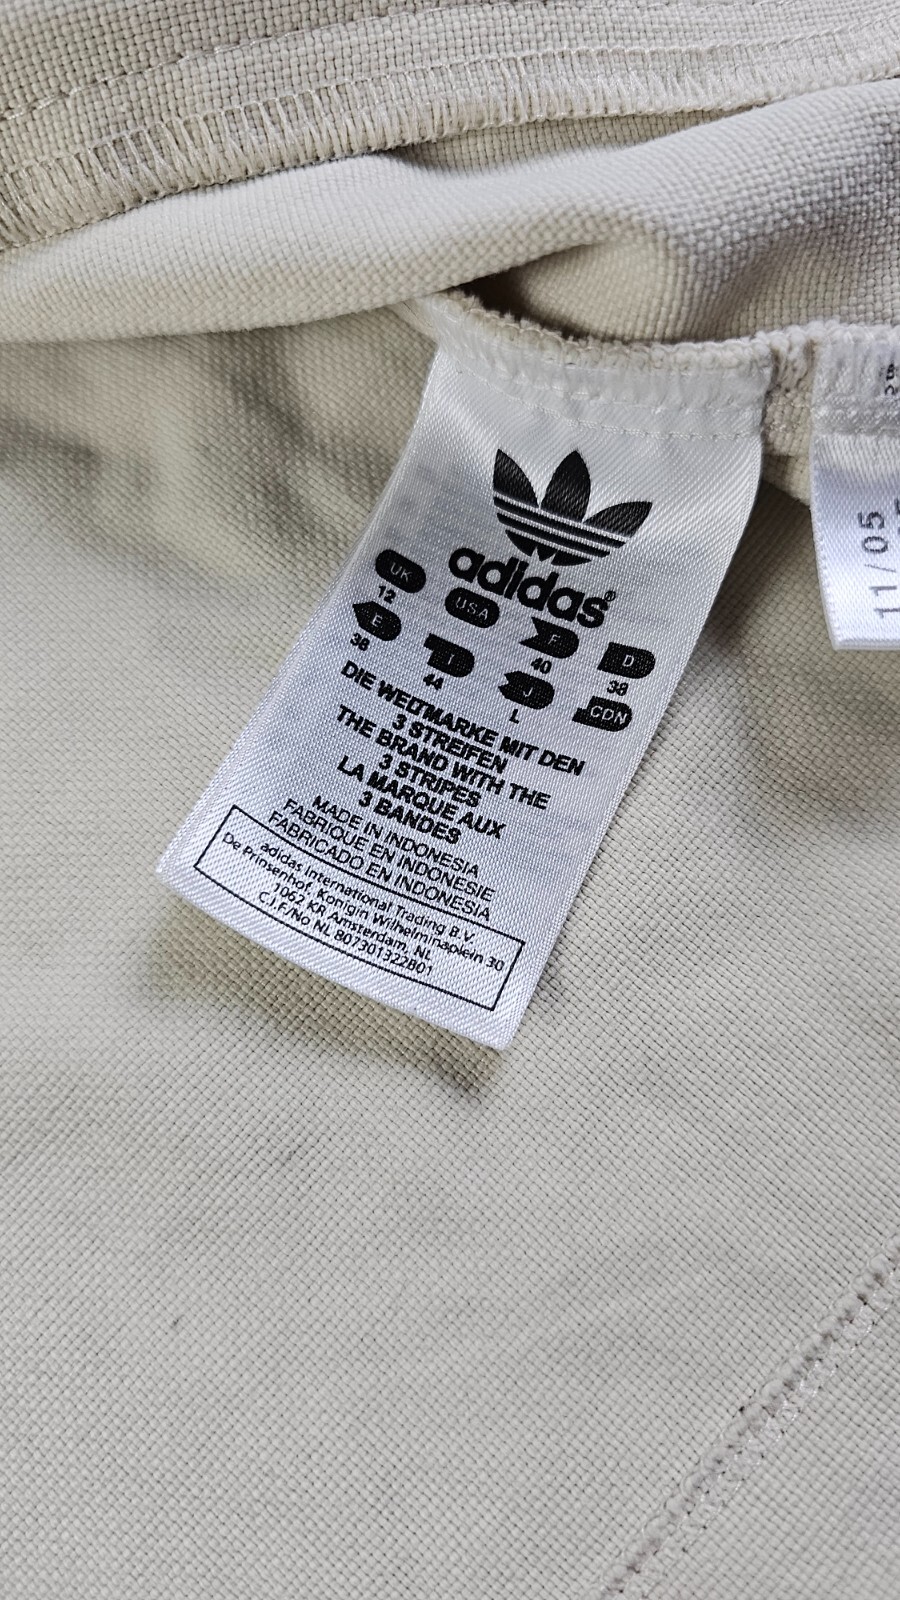 adidas®
UK USA F D
12 40 38
E I J CDN
38 44 L
DIE WELTMARKE MIT DEN
3 STREIFEN
THE BRAND WITH THE
3 STRIPES
LA MARQUE AUX
3 BANDES
MADE IN INDONESIA
FABRIQUE EN INDONESIE
FABRICADO EN INDONESIA
adidas International Trading B.V.
De Prinsenhof, Konigin Wilhelminaplein 30
1062 KR Amsterdam, NL
C.I.F./No NL 807301322B01
11/05